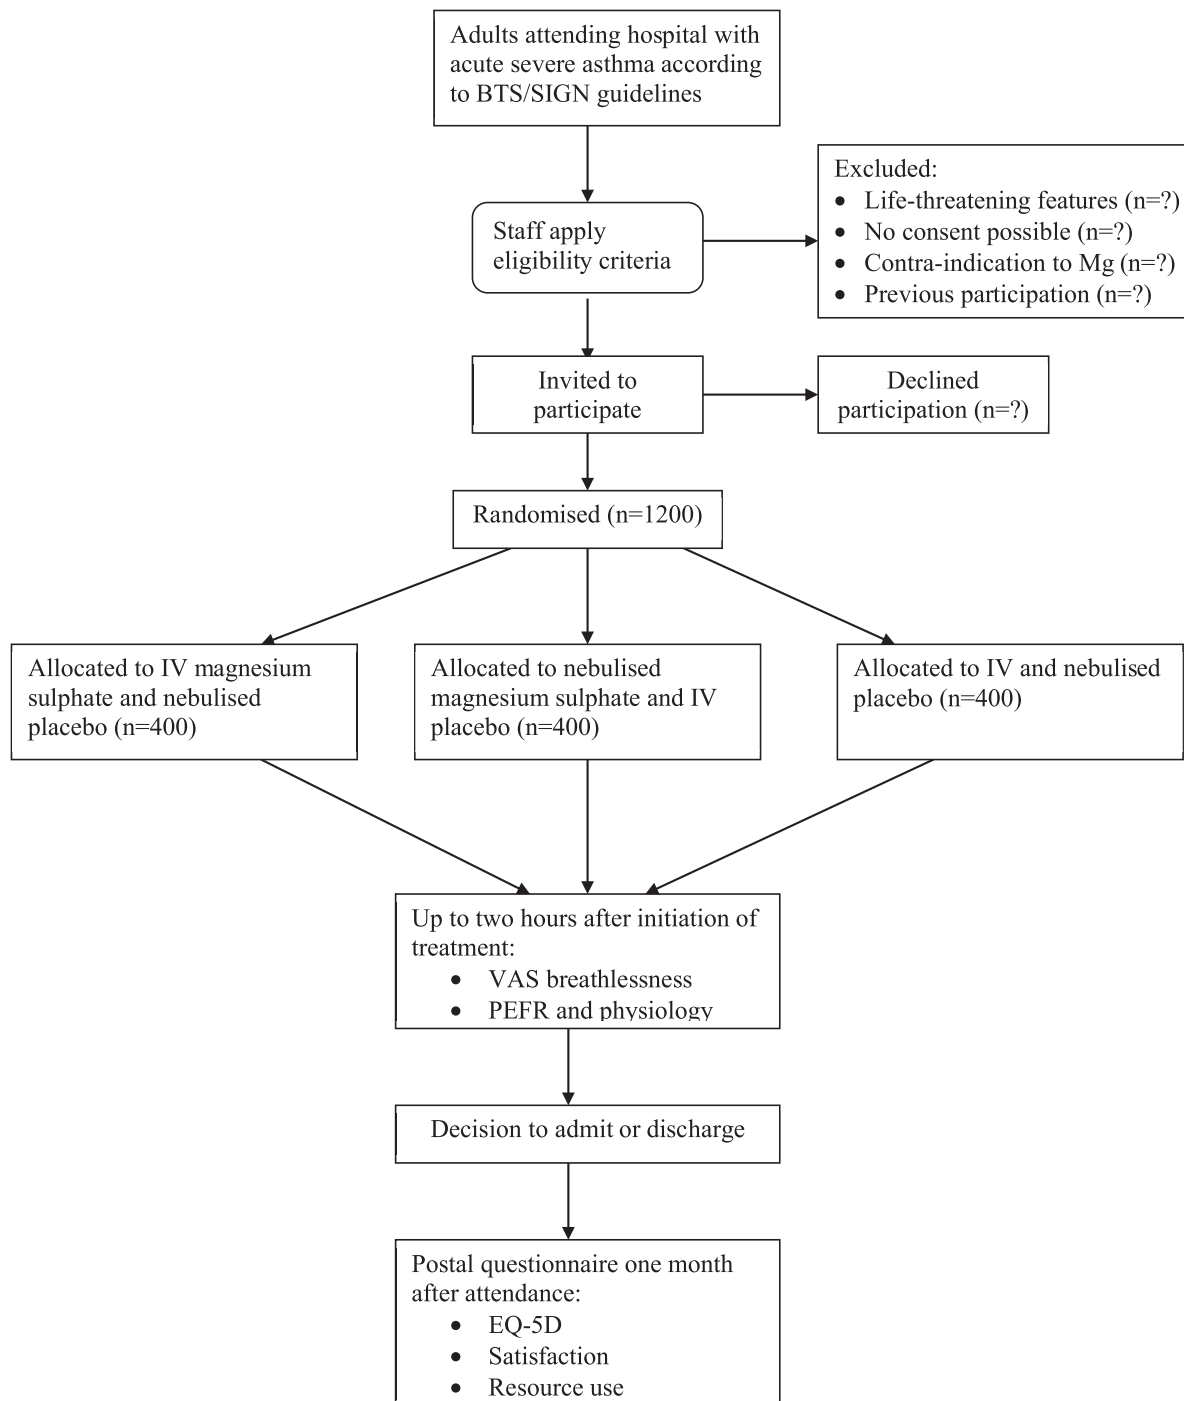 Adults attending hospital with
acute severe asthma according
to BTS/SIGN guidelines
Excluded:
• Life-threatening features (n=?)
• No consent possible (n=?)
• Contra-indication to Mg (n=?)
• Previous participation (n=?)
Staff apply
eligibility criteria
Invited to
participate
Declined
participation (n=?)
Randomised (n=1200)
Allocated to IV magnesium
sulphate and nebulised
placebo (n=400)
Allocated to nebulised
magnesium sulphate and IV
placebo (n=400)
Allocated to IV and nebulised
placebo (n=400)
Up to two hours after initiation of
treatment:
• VAS breathlessness
• PEFR and physiology
Decision to admit or discharge
Postal questionnaire one month
after attendance:
• EQ-5D
• Satisfaction
• Resource use